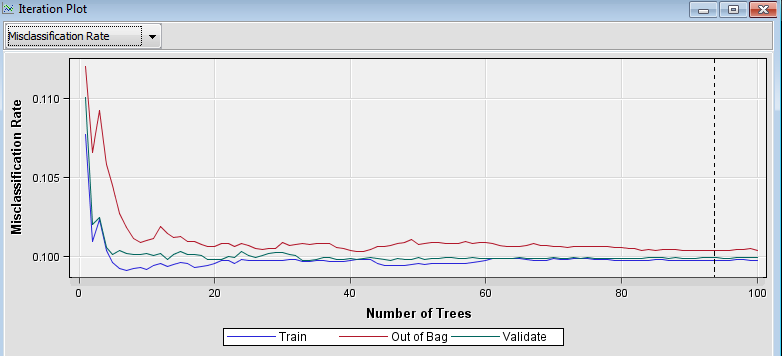 Iteration Plot
Misclassification Rate
Misclassification Rate
0.110
0.105
0.100
0 20 40 60 80 100
Number of Trees
Train Out of Bag Validate